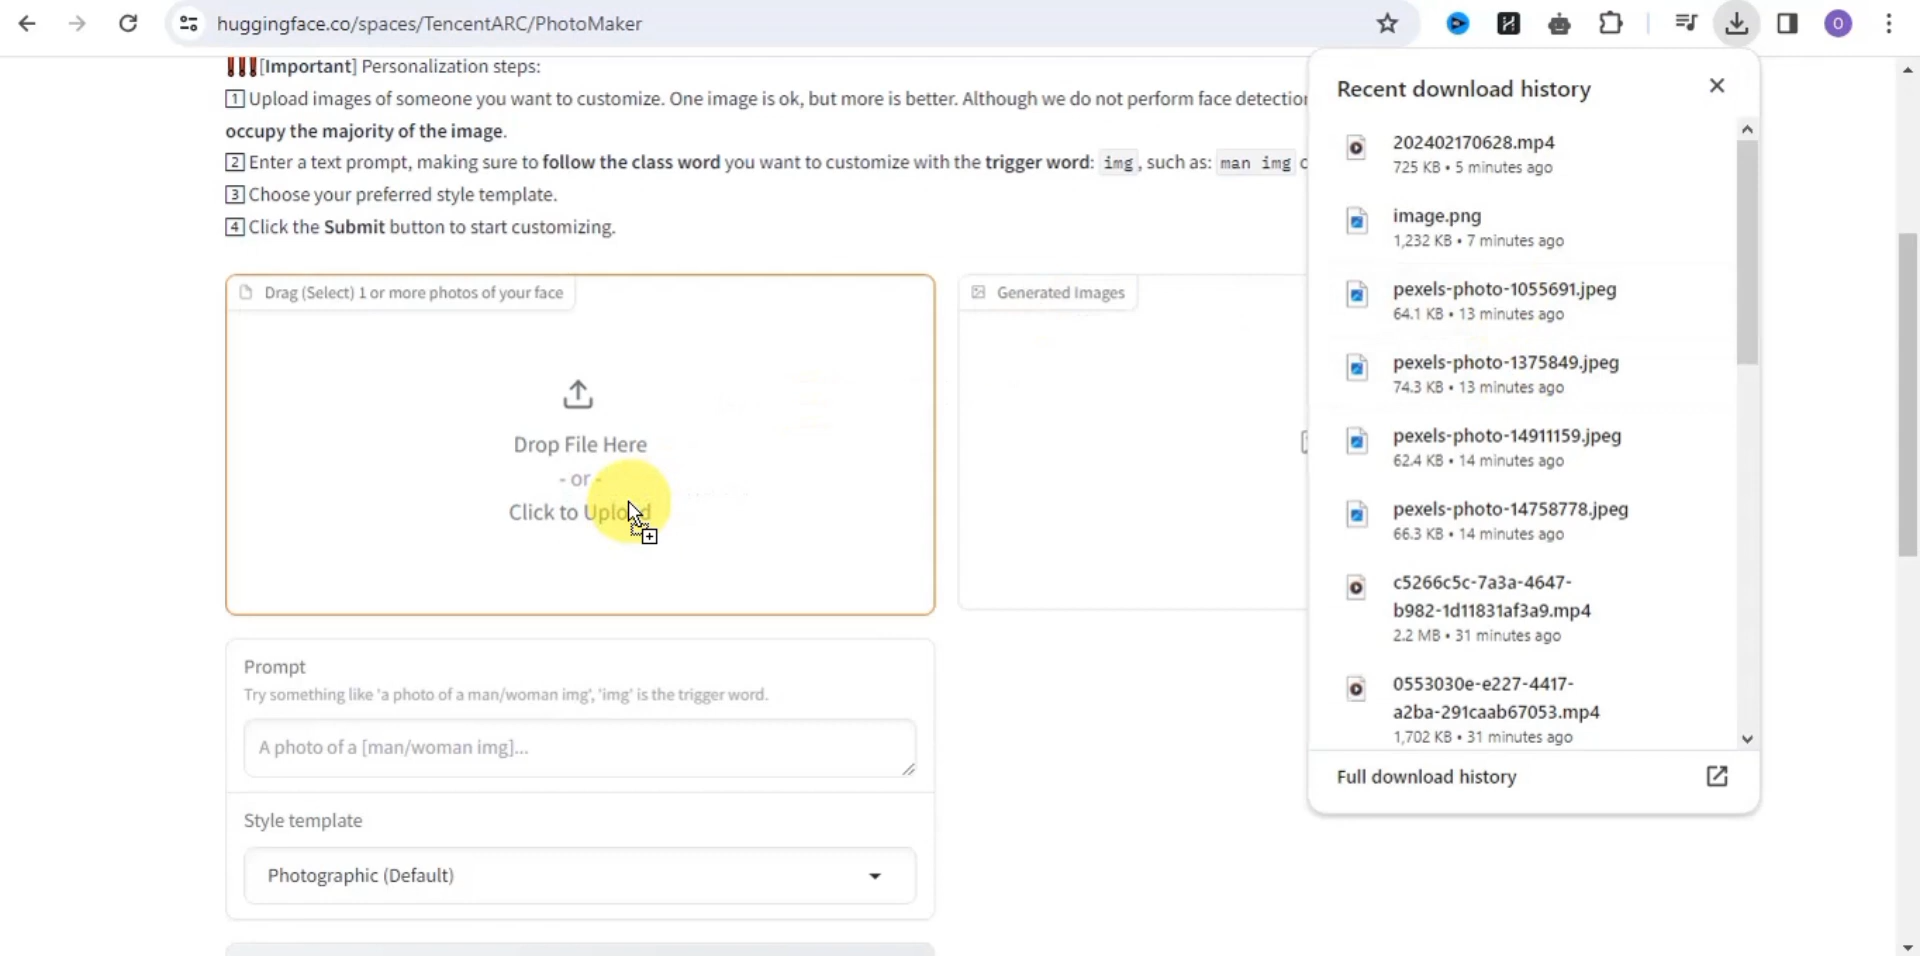 huggingface.co/spaces/TencentARC/PhotoMaker
O
[Important] Personalization steps:
1 Upload images of someone you want to customize. One image is ok, but more is better. Although we do not perform face detection
occupy the majority of the image.
2 Enter a text prompt, making sure to follow the class word you want to customize with the trigger word: img, such as: man img
3 Choose your preferred style template.
4 Click the Submit button to start customizing.
Drag (Select) 1 or more photos of your face
Drop File Here
- or -
Click to Upload
Generated Images
Prompt
Try something like 'a photo of a man/woman img', 'img' is the trigger word.
A photo of a [man/woman img]...
Style template
Photographic (Default)
Recent download history
202402170628.mp4
725 KB • 5 minutes ago
image.png
1,232 KB • 7 minutes ago
pexels-photo-1055691.jpeg
64.1 KB • 13 minutes ago
pexels-photo-1375849.jpeg
74.3 KB • 13 minutes ago
pexels-photo-14911159.jpeg
62.4 KB • 14 minutes ago
pexels-photo-14758778.jpeg
66.3 KB • 14 minutes ago
c5266c5c-7a3a-4647-
b982-1d11831af3a9.mp4
2.2 MB • 31 minutes ago
0553030e-e227-4417-
a2ba-291caab67053.mp4
1,702 KB • 31 minutes ago
Full download history